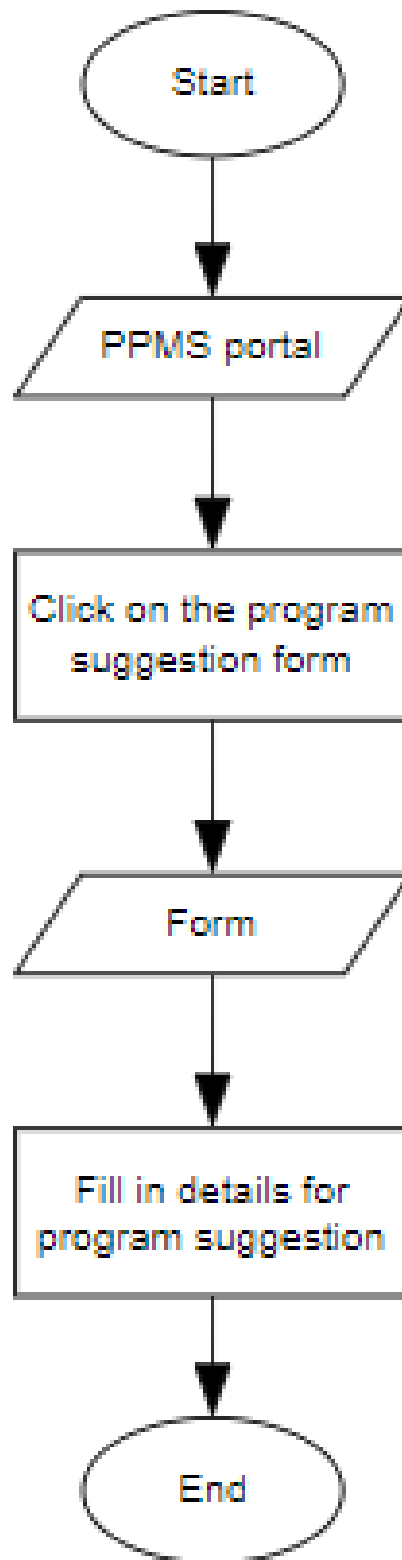 Start
PPMS portal
Click on the program
suggestion form
Form
Fill in details for
program suggestion
End